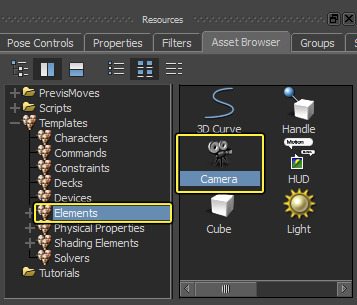 Resources
Pose Controls
Properties
Filters
Asset Browser
Groups
PrevisMoves
Scripts
Templates
Characters
Commands
Constraints
Decks
Devices
Elements
Physical Properties
Shading Elements
Solvers
Tutorials
3D Curve
Handle
Camera
Motion
HUD
Cube
Light